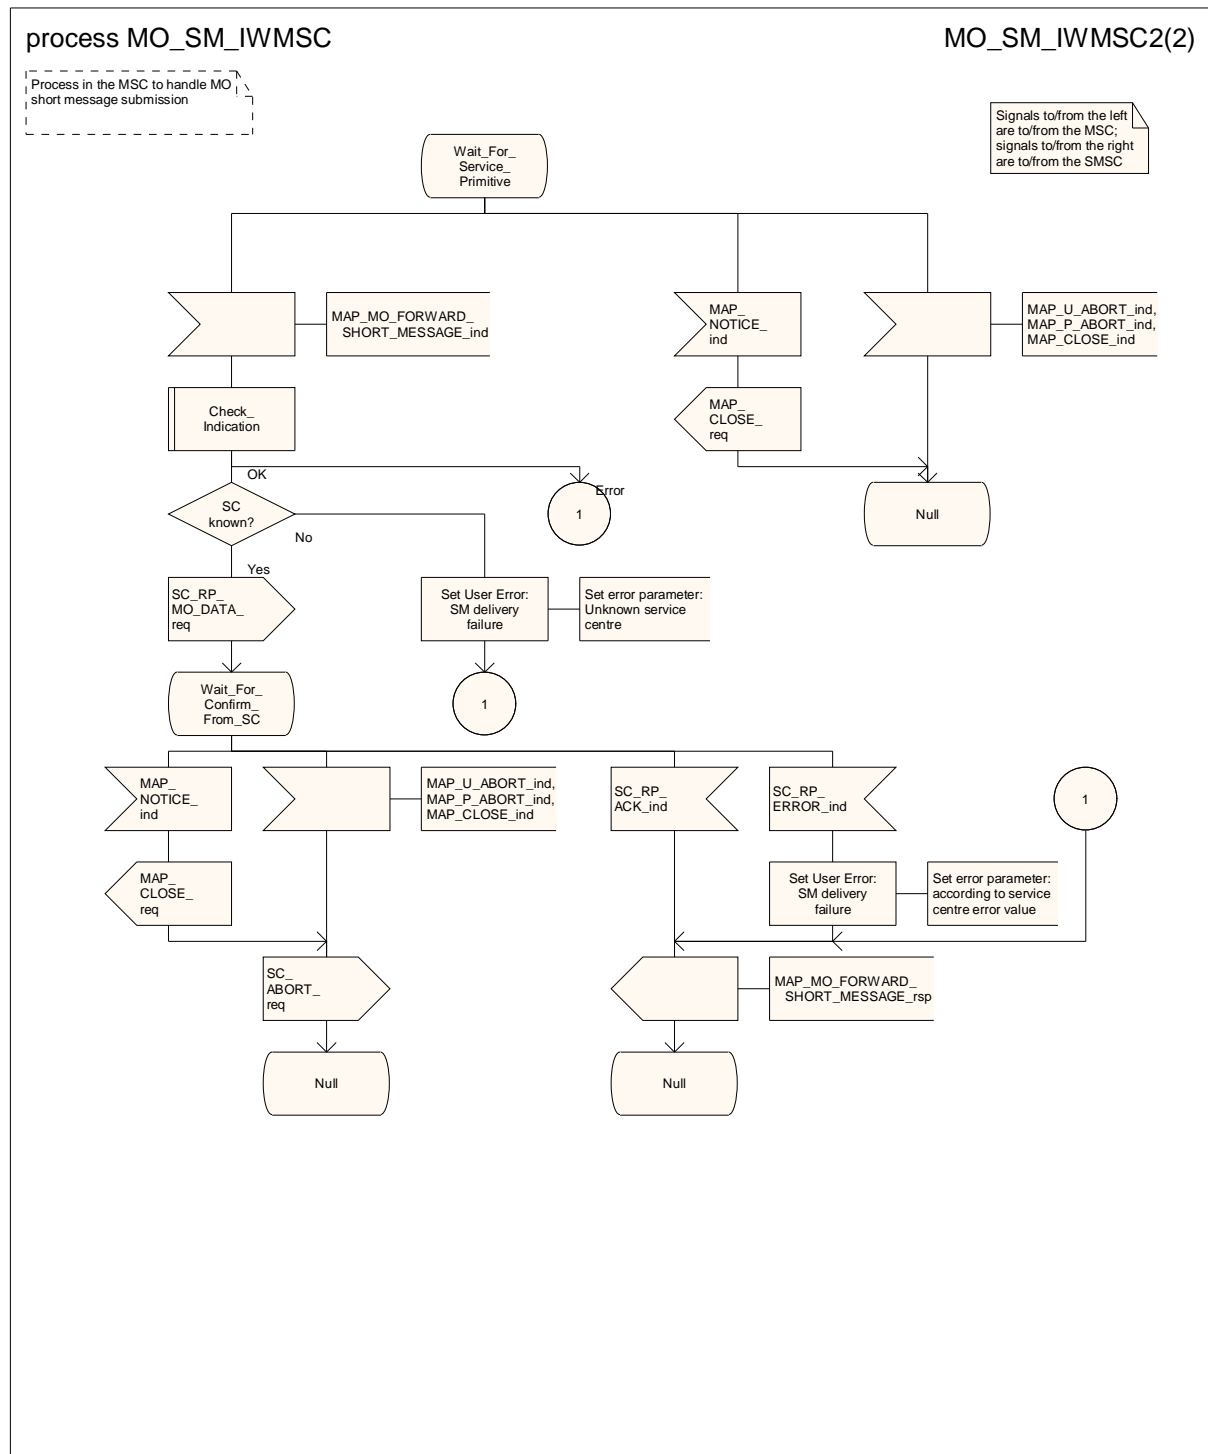 process MO_SM_IWMSC
MO_SM_IWMSC2(2)
Process in the MSC to handle MO
short message submission
Signals to/from the left
are to/from the MSC;
signals to/from the right
are to/from the SMSC
Wait_For_
Service_
Primitive
MAP_MO_FORWARD_
SHORT_MESSAGE_ind
MAP_
NOTICE_
ind
MAP_U_ABORT_ind,
MAP_P_ABORT_ind,
MAP_CLOSE_ind
Check_
Indication
MAP_
CLOSE_
req
OK
Error
SC
known?
1
Null
No
Yes
SC_RP_
MO_DATA_
req
Set User Error:
SM delivery
failure
Set error parameter:
Unknown service
centre
Wait_For_
Confirm_
From_SC
1
MAP_
NOTICE_
ind
MAP_U_ABORT_ind,
MAP_P_ABORT_ind,
MAP_CLOSE_ind
SC_RP_
ACK_ind
SC_RP_
ERROR_ind
1
MAP_
CLOSE_
req
Set User Error:
SM delivery
failure
Set error parameter:
according to service
centre error value
SC_
ABORT_
req
MAP_MO_FORWARD_
SHORT_MESSAGE_rsp
Null
Null